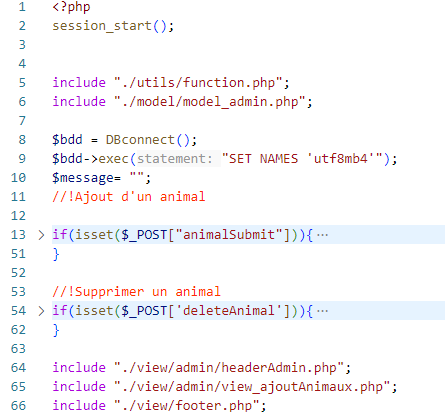 1 <?php
2 session_start();
3
4
5 include "./utils/function.php";
6 include "./model/model_admin.php";
7
8 $bdd = DBconnect();
9 $bdd->exec(statement: "SET NAMES 'utf8mb4'");
10 $message= "";
11 //!Ajout d'un animal
12
13 > if(isset($_POST["animalSubmit"])){ ···
51 }
52
53 //!Supprimer un animal
54 > if(isset($_POST['deleteAnimal'])){ ···
62 }
63
64 include "./view/admin/headerAdmin.php";
65 include "./view/admin/view_ajoutAnimaux.php";
66 include "./view/footer.php";